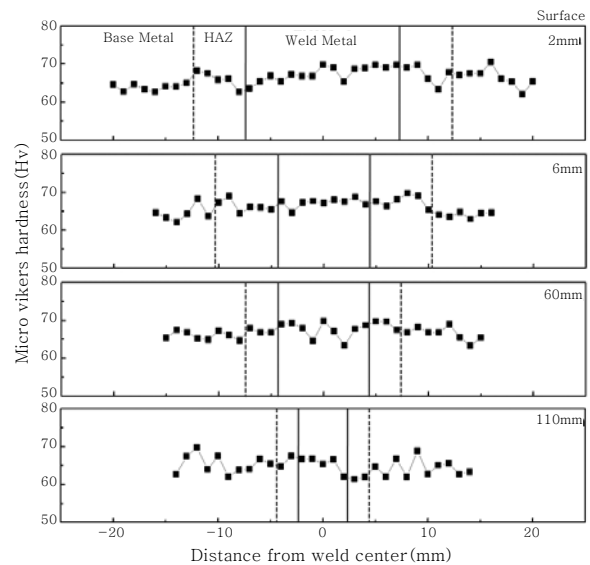 Surface
Base Metal HAZ Weld Metal 2mm
80
70
60
50
6mm
80
70
60
50
60mm
80
70
60
50
110mm
80
70
60
50
−20 −10 0 10 20
Distance from weld center(mm)
Micro vikers hardness(Hv)